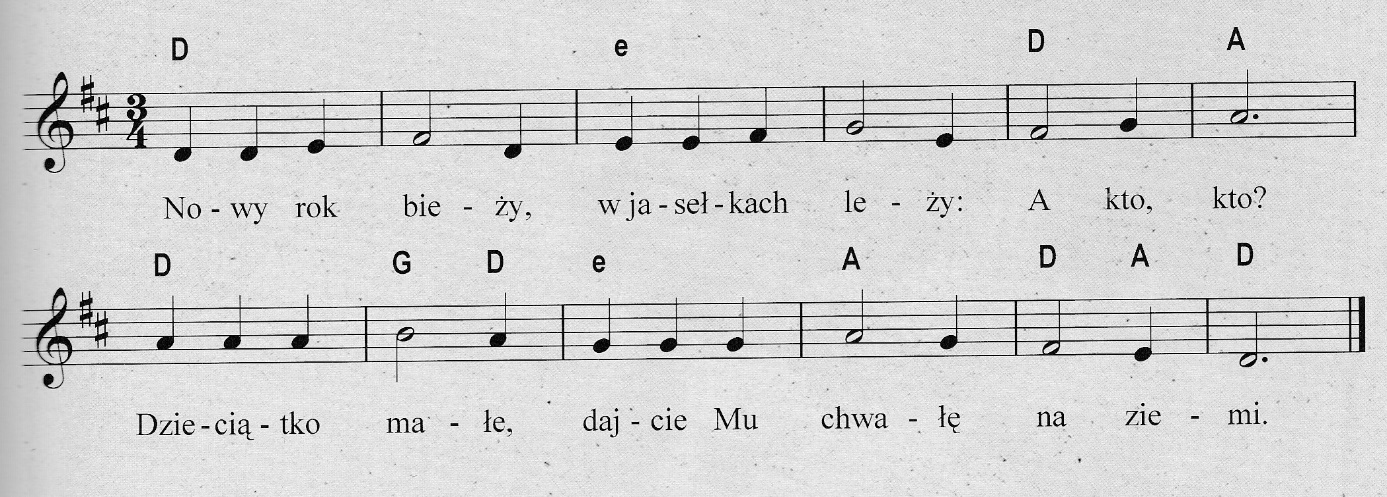 D e D A
3 4
No - wy rok bie - ży, w ja - seł - kach le - ży: A kto, kto?
D G D e A D A D
Dzie - cią - tko ma - łe, daj - cie Mu chwa - łę na zie - mi.